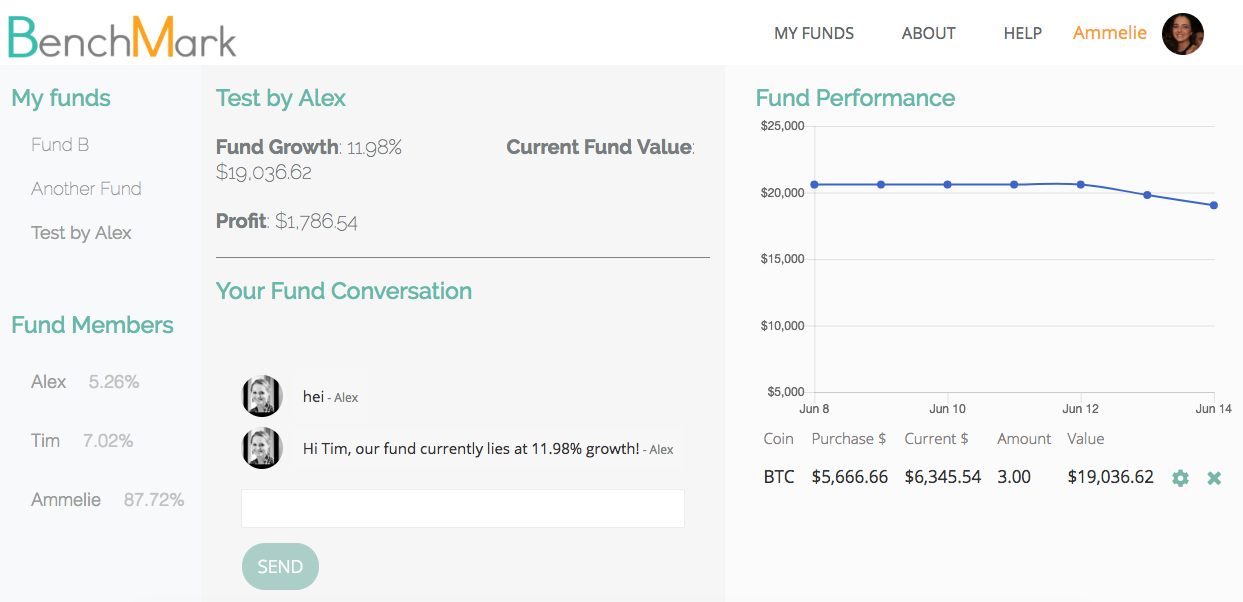 BenchMark
MY FUNDS ABOUT HELP Ammelie
My funds
Fund B
Another Fund
Test by Alex
Fund Members
Alex 5.26%
Tim 7.02%
Ammelie 87.72%
Test by Alex
Fund Growth: 11.98% Current Fund Value:
$19,036.62
Profit: $1,786.54
Your Fund Conversation
hei - Alex
Hi Tim, our fund currently lies at 11.98% growth! - Alex
SEND
Fund Performance
$25,000
$20,000
$15,000
$10,000
$5,000
Jun 8 Jun 10 Jun 12 Jun 14
Coin Purchase $ Current $ Amount Value
BTC $5,666.66 $6,345.54 3.00 $19,036.62